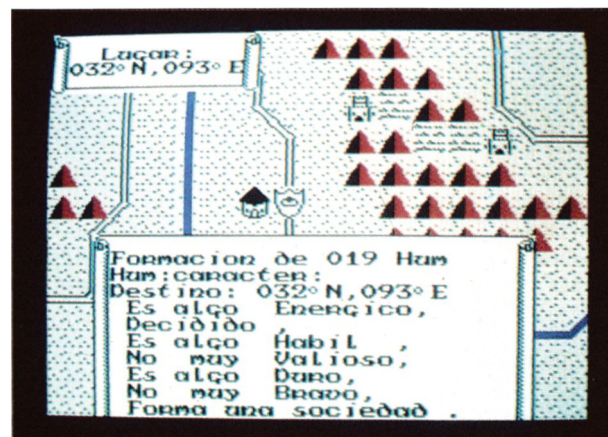 Lugar:
032° N,093° E
Formacion de 019 Hum
Hum:caracter:
Destino: 032° N,093° E
Es algo Energico,
Decidido ,
Es algo Habil ,
No muy Valioso,
Es algo Duro,
No muy Bravo,
Forma una sociedad .